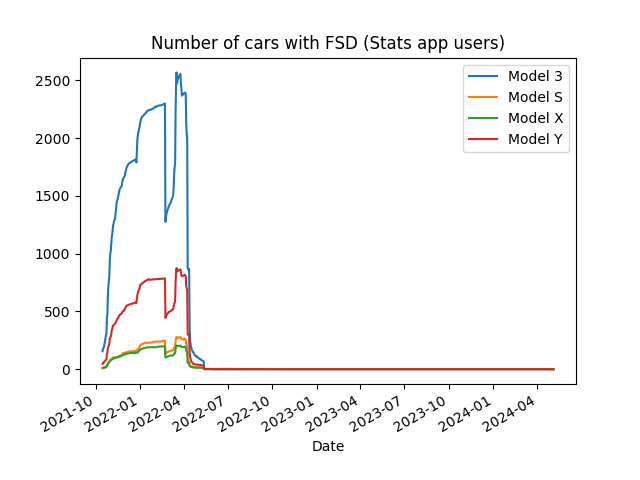 Number of cars with FSD (Stats app users)
Model 3
Model S
Model X
Model Y
2500
2000
1500
1000
500
0
2021-10
2022-01
2022-04
2022-07
2022-10
2023-01
2023-04
2023-07
2023-10
2024-01
2024-04
Date